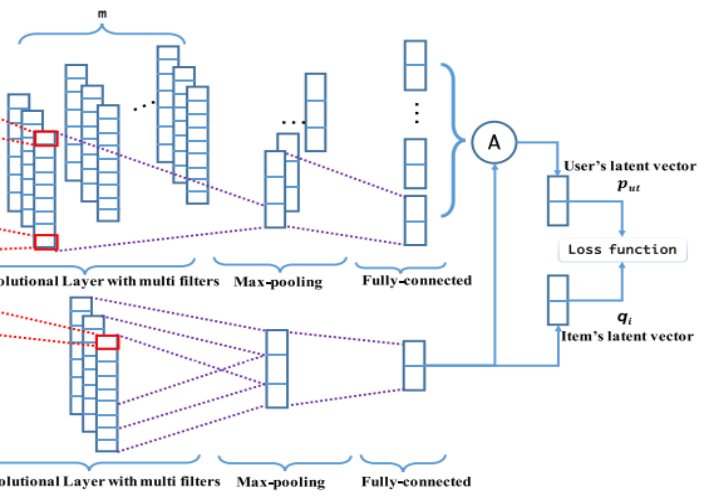 m
A
User's latent vector
p_ut
Loss function
olutional Layer with multi filters
Max-pooling
Fully-connected
q_i
Item's latent vector
olutional Layer with multi filters
Max-pooling
Fully-connected